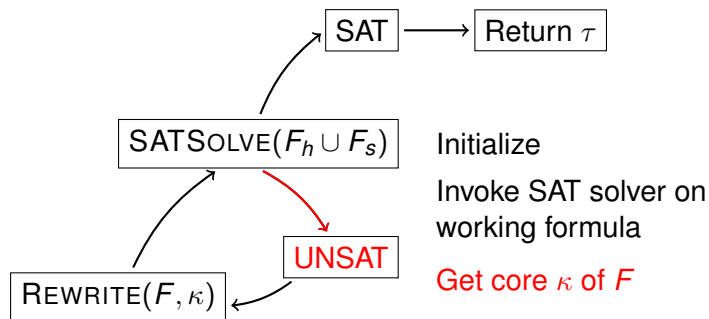 SAT
Return τ
SATSOLVE(F_h ∪ F_s)
Initialize
Invoke SAT solver on
working formula
UNSAT
Get core κ of F
REWRITE(F, κ)